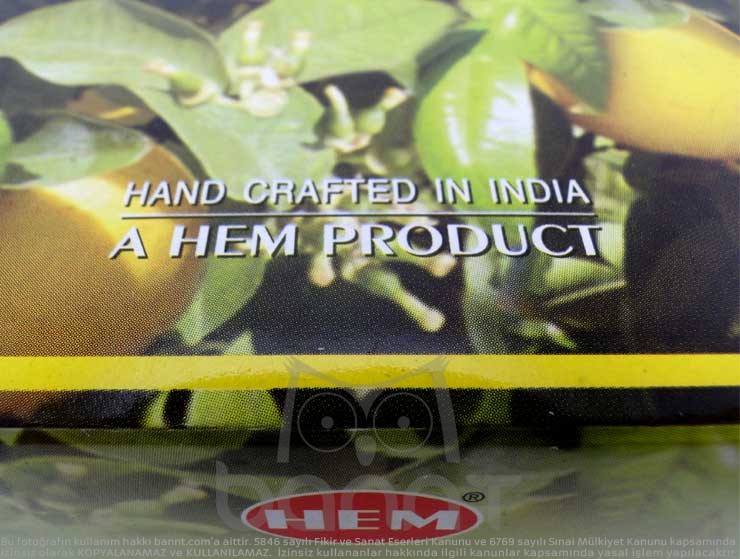 HAND CRAFTED IN INDIA
A HEM PRODUCT
bannt
HEM®
Bu fotoğrafın kullanım hakkı bannt.com'a aittir. 5846 sayılı Fikir ve Sanat Eserleri Kanunu ve 6769 sayılı Sınai Mülkiyet Kanunu kapsamında
izinsiz olarak KOPYALANAMAZ ve KULLANILAMAZ. İzinsiz kullananlar hakkında ilgili kanunlar kapsamında yasal işlem yapılacaktır.